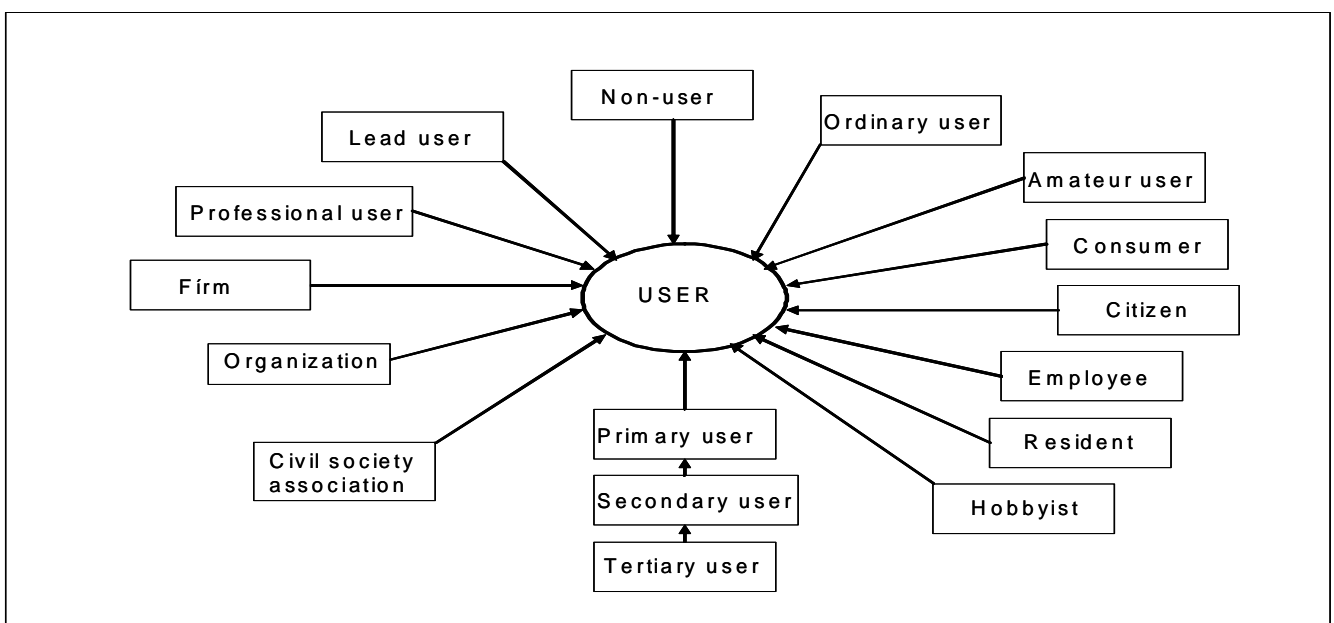 Non-user
Ordinary user
Lead user
Amateur user
Professional user
Consumer
Fírm
USER
Citizen
Organization
Employee
Primary user
Resident
Civil society
association
Secondary user
Hobbyist
Tertiary user